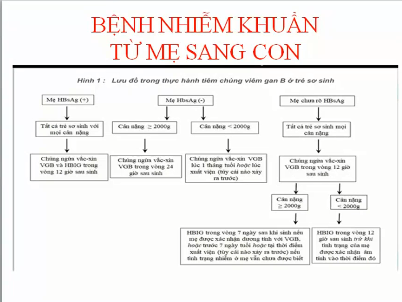 BỆNH NHIỄM KHUẨN
TỪ MẸ SANG CON
Hình 1 : Lưu đồ trong thực hành tiêm chủng viêm gan B ở trẻ sơ sinh
Mẹ HBsAg (+)
Mẹ HBsAg (-)
Mẹ chưa rõ HBsAg
Tất cả trẻ sơ sinh với
mọi cân nặng
Cân nặng ≥ 2000g
Cân nặng < 2000g
Tất cả trẻ sơ sinh mọi
cân nặng
Chủng ngừa vắc-xin
VGB và HBIG trong
vòng 12 giờ sau sinh
Chủng ngừa vắc-xin
VGB trong vòng 24
giờ sau sinh
Chủng ngừa vắc-xin VGB
lúc 1 tháng tuổi hoặc lúc
xuất viện (tùy cái nào xảy
ra trước)
Chủng ngừa vắc-xin
VGB trong vòng 12 giờ
sau sinh
Cân nặng
≥ 2000g
Cân nặng
< 2000g
HBIG trong vòng 7 ngày sau khi sinh nếu
mẹ được xác nhận dương tính với VGB,
hoặc trước 7 ngày tuổi hoặc tại thời điểm
xuất viện (tùy cái nào xảy ra trước) nếu
tình trạng nhiễm ở mẹ vẫn chưa được biết
HBIG trong vòng 12
giờ sau sinh trừ khi
tình trạng của mẹ
được xác nhận âm
tính vào thời điểm đó